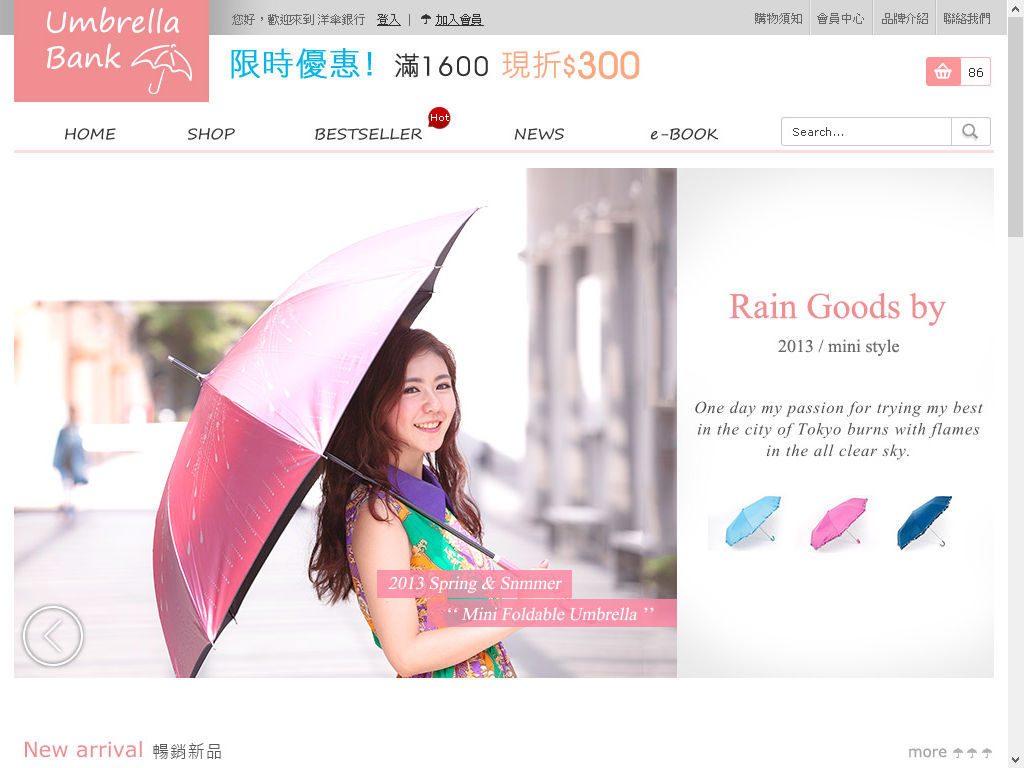 Umbrella
Bank
您好，歡迎來到 洋傘銀行 登入 | 加入會員
購物須知 會員中心 品牌介紹 聯絡我們
限時優惠！ 滿1600 現折$300
86
HOME SHOP BESTSELLER Hot NEWS e-BOOK
Search...
Rain Goods by
2013 / mini style
One day my passion for trying my best
in the city of Tokyo burns with flames
in the all clear sky.
2013 Spring & Snmmer
“ Mini Foldable Umbrella ”
New arrival 暢銷新品
more